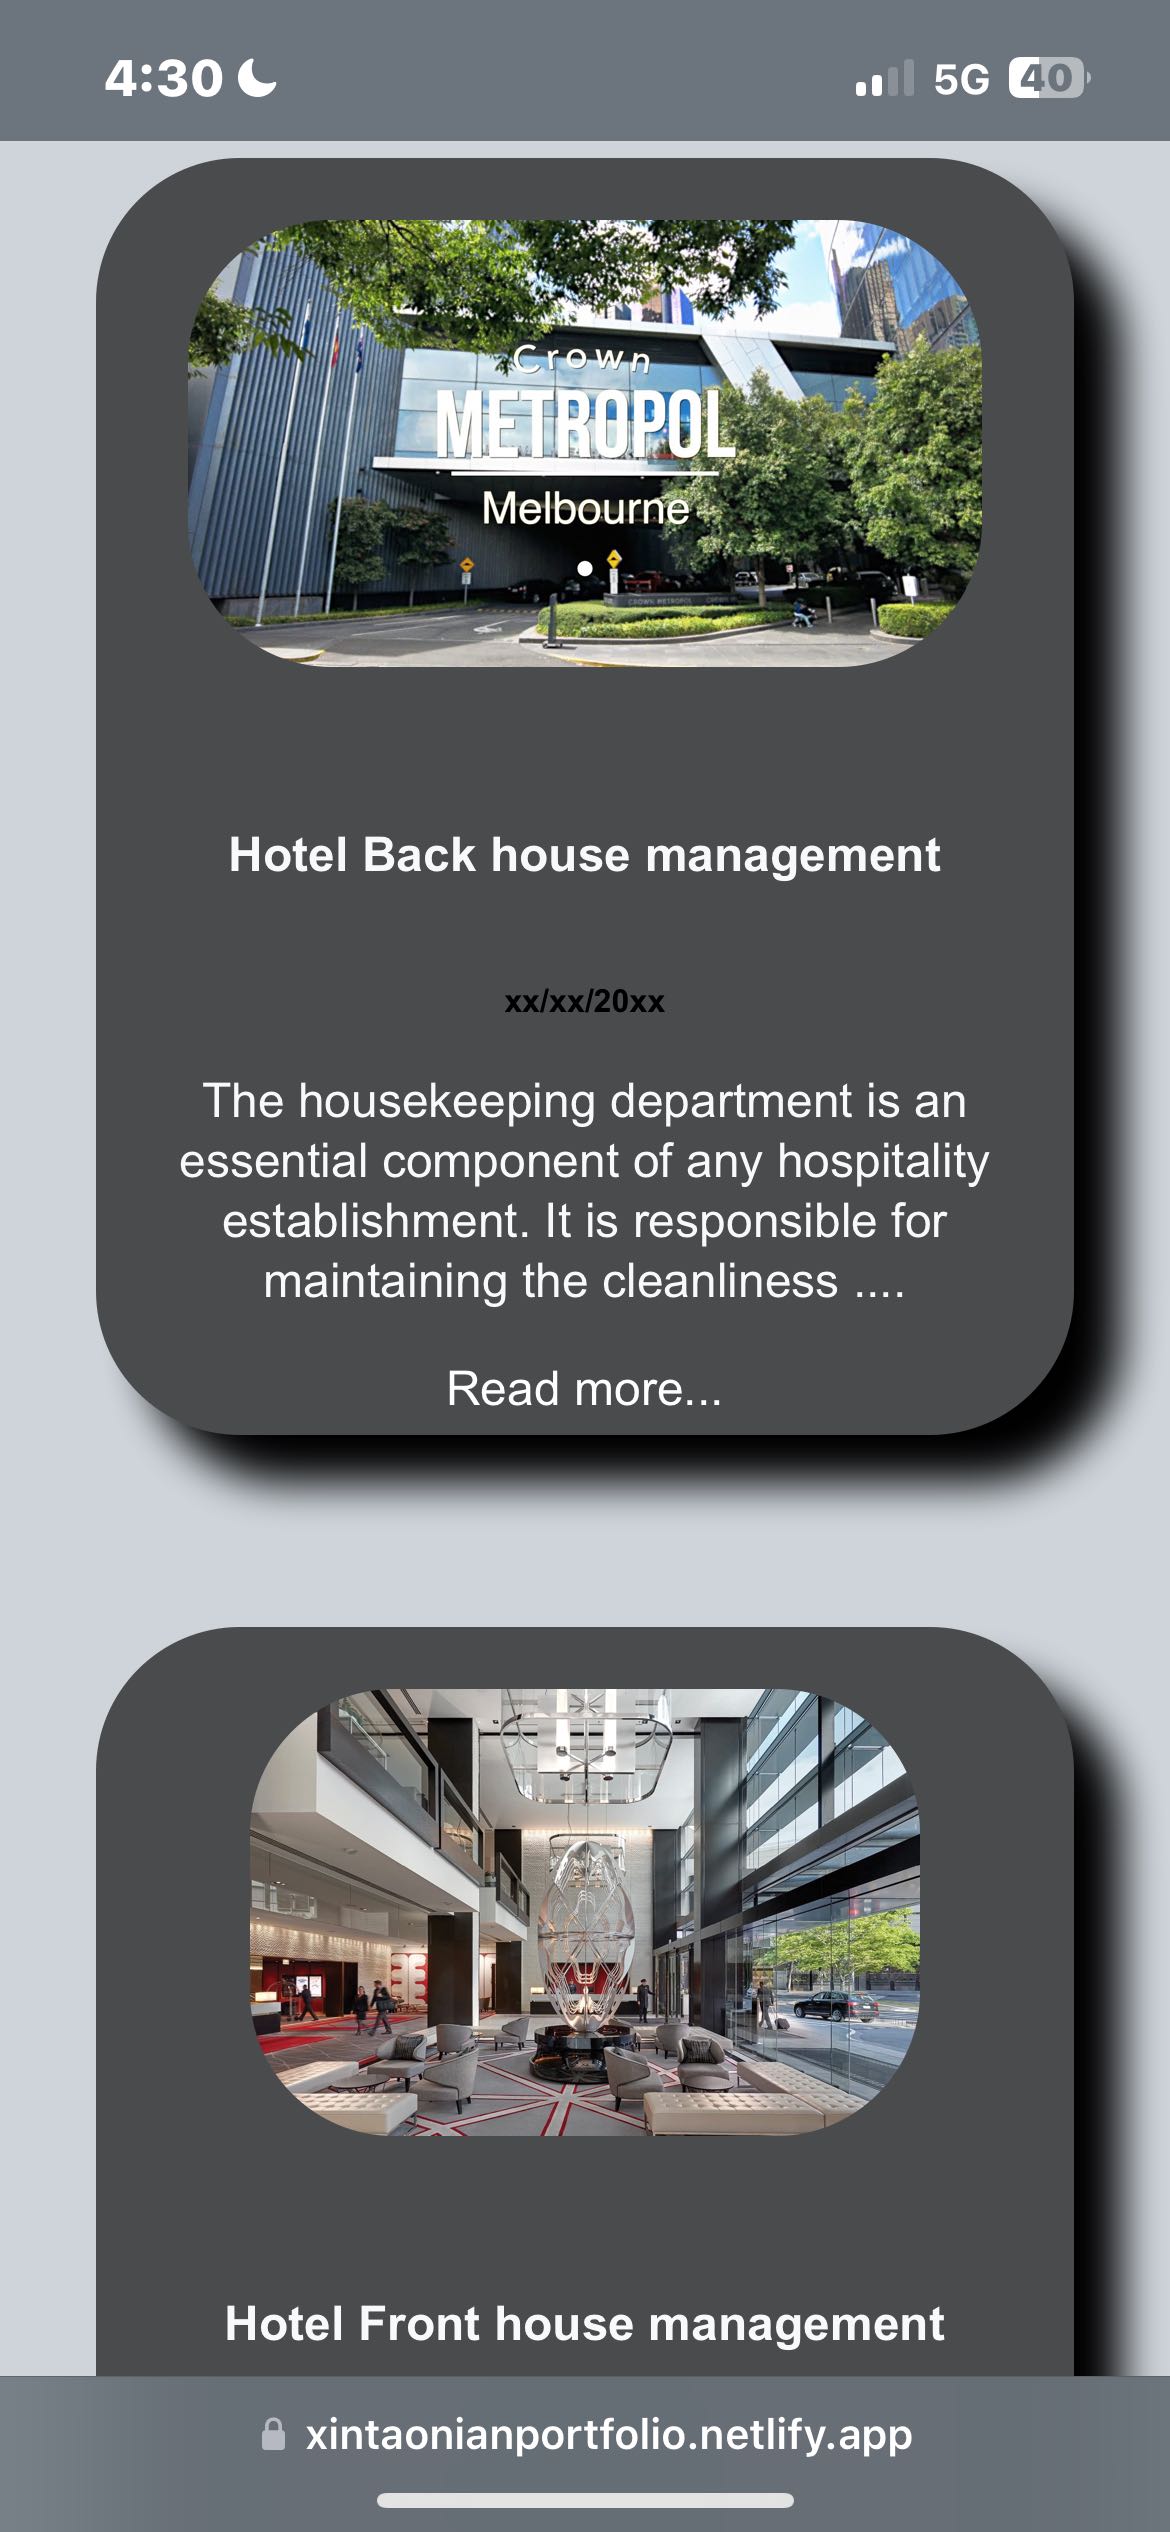 4:30
5G
40
Crown
METROPOL
Melbourne
CROWN METROPOL
Hotel Back house management
xx/xx/20xx
The housekeeping department is an
essential component of any hospitality
establishment. It is responsible for
maintaining the cleanliness ....
Read more...
Hotel Front house management
xintaonianportfolio.netlify.app